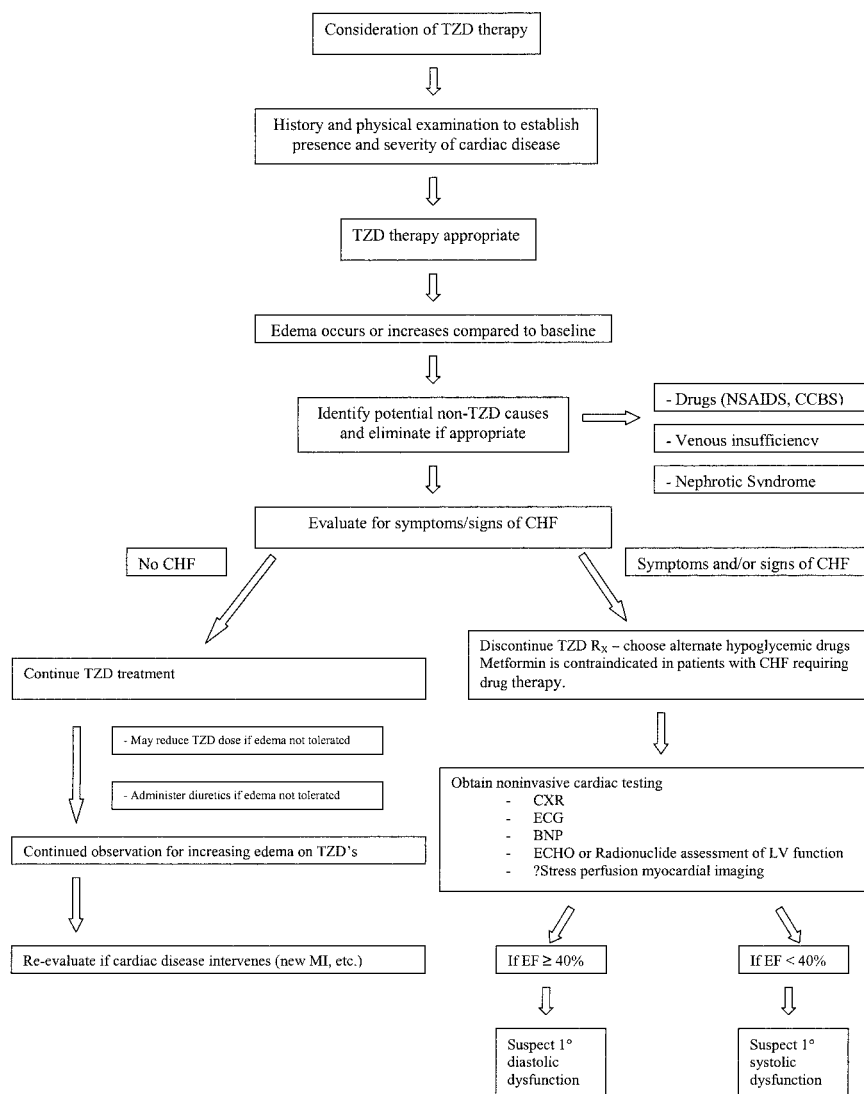 Consideration of TZD therapy
History and physical examination to establish
presence and severity of cardiac disease
TZD therapy appropriate
Edema occurs or increases compared to baseline
Identify potential non-TZD causes
and eliminate if appropriate
- Drugs (NSAIDS, CCBS)
- Venous insufficiency
- Nephrotic Syndrome
Evaluate for symptoms/signs of CHF
No CHF
Symptoms and/or signs of CHF
Continue TZD treatment
- May reduce TZD dose if edema not tolerated
- Administer diuretics if edema not tolerated
Continued observation for increasing edema on TZD's
Re-evaluate if cardiac disease intervenes (new MI, etc.)
Discontinue TZD RX – choose alternate hypoglycemic drugs
Metformin is contraindicated in patients with CHF requiring
drug therapy.
Obtain noninvasive cardiac testing
- CXR
- ECG
- BNP
- ECHO or Radionuclide assessment of LV function
- ?Stress perfusion myocardial imaging
If EF ≥ 40%
If EF < 40%
Suspect 1°
diastolic
dysfunction
Suspect 1°
systolic
dysfunction